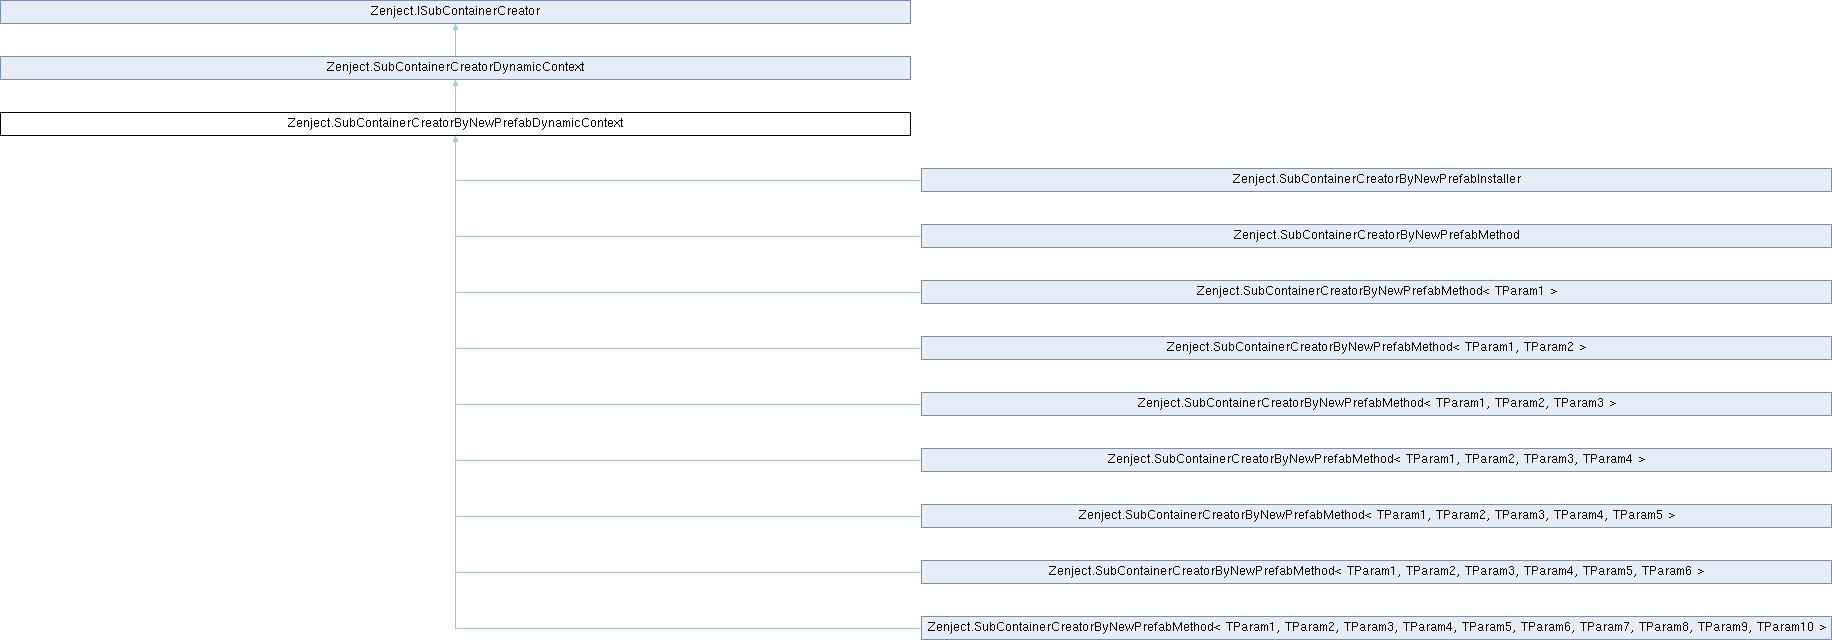 Zenject.ISubContainerCreator
Zenject.SubContainerCreatorDynamicContext
Zenject.SubContainerCreatorByNewPrefabDynamicContext
Zenject.SubContainerCreatorByNewPrefabInstaller
Zenject.SubContainerCreatorByNewPrefabMethod
Zenject.SubContainerCreatorByNewPrefabMethod< TParam1 >
Zenject.SubContainerCreatorByNewPrefabMethod< TParam1, TParam2 >
Zenject.SubContainerCreatorByNewPrefabMethod< TParam1, TParam2, TParam3 >
Zenject.SubContainerCreatorByNewPrefabMethod< TParam1, TParam2, TParam3, TParam4 >
Zenject.SubContainerCreatorByNewPrefabMethod< TParam1, TParam2, TParam3, TParam4, TParam5 >
Zenject.SubContainerCreatorByNewPrefabMethod< TParam1, TParam2, TParam3, TParam4, TParam5, TParam6 >
Zenject.SubContainerCreatorByNewPrefabMethod< TParam1, TParam2, TParam3, TParam4, TParam5, TParam6, TParam7, TParam8, TParam9, TParam10 >